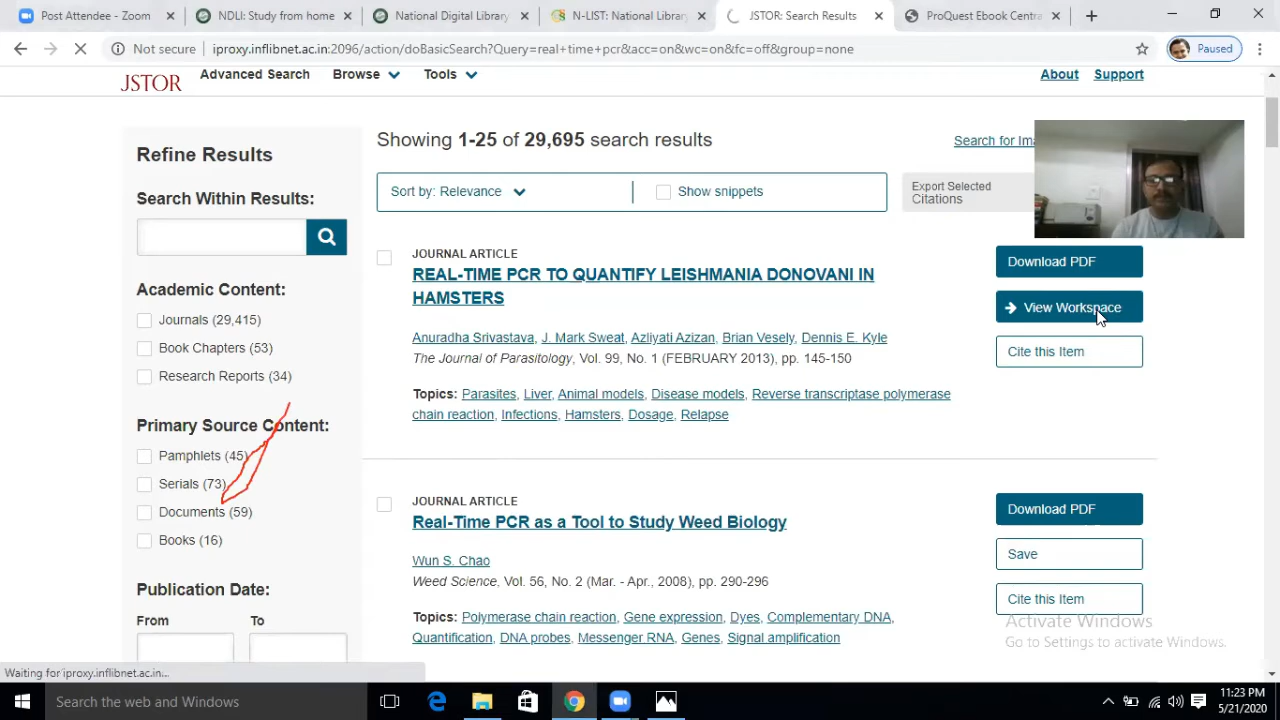 Post Attendee - Zoom
NDLI: Study from home
National Digital Library
N-LIST: National Library
JSTOR: Search Results
ProQuest Ebook Centra
Not secure
iproxy.inflibnet.ac.in:2096/action/doBasicSearch?Query=real+time+pcr&acc=on&wc=on&fc=off&group=none
Paused
JSTOR
Advanced Search
Browse
Tools
About
Support
Refine Results
Search Within Results:
Academic Content:
Journals (29,415)
Book Chapters (53)
Research Reports (34)
Primary Source Content:
Pamphlets (45)
Serials (73)
Documents (59)
Books (16)
Publication Date:
From
To
Showing 1-25 of 29,695 search results
Search for Ima
Sort by: Relevance
Show snippets
Export Selected
Citations
JOURNAL ARTICLE
REAL-TIME PCR TO QUANTIFY LEISHMANIA DONOVANI IN
HAMSTERS
Anuradha Srivastava, J. Mark Sweat, Azliyati Azizan, Brian Vesely, Dennis E. Kyle
The Journal of Parasitology, Vol. 99, No. 1 (FEBRUARY 2013), pp. 145-150
Topics: Parasites, Liver, Animal models, Disease models, Reverse transcriptase polymerase
chain reaction, Infections, Hamsters, Dosage, Relapse
Download PDF
View Workspace
Cite this Item
JOURNAL ARTICLE
Real-Time PCR as a Tool to Study Weed Biology
Wun S. Chao
Weed Science, Vol. 56, No. 2 (Mar. - Apr., 2008), pp. 290-296
Topics: Polymerase chain reaction, Gene expression, Dyes, Complementary DNA,
Quantification, DNA probes, Messenger RNA, Genes, Signal amplification
Download PDF
Save
Cite this Item
Activate Windows
Go to Settings to activate Windows.
Waiting for iproxy.inflibnet.ac.in...
Search the web and Windows
11:23 PM
5/21/2020